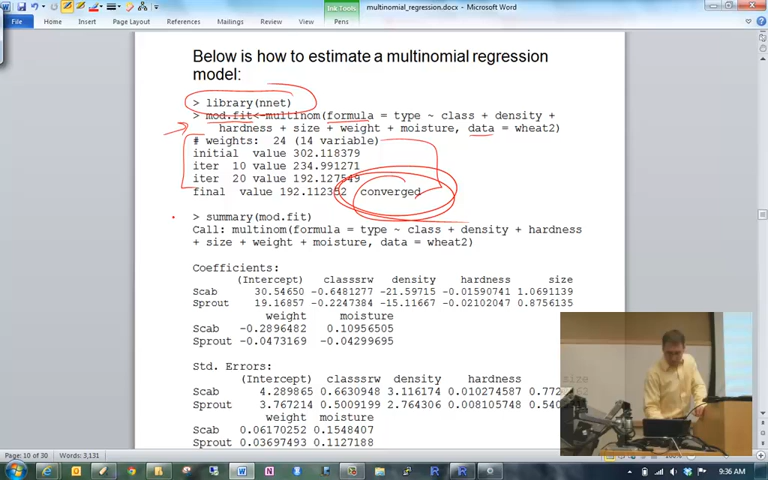 multinomial_regression.docx - Microsoft Word
Ink Tools
File Home Insert Page Layout References Mailings Review View Pens
Below is how to estimate a multinomial regression
model:
> library(nnet)
> mod.fit<-multinom(formula = type ~ class + density +
hardness + size + weight + moisture, data = wheat2)
# weights: 24 (14 variable)
initial value 302.118379
iter 10 value 234.991271
iter 20 value 192.127549
final value 192.112352 converged
> summary(mod.fit)
Call: multinom(formula = type ~ class + density + hardness
+ size + weight + moisture, data = wheat2)
Coefficients:
(Intercept) classsrw density hardness size
Scab 30.54650 -0.6481277 -21.59715 -0.01590741 1.0691139
Sprout 19.16857 -0.2247384 -15.11667 -0.02102047 0.8756135
weight moisture
Scab -0.2896482 0.10956505
Sprout -0.0473169 -0.04299695
Std. Errors:
(Intercept) classsrw density hardness size
Scab 4.289865 0.6630948 3.116174 0.010274587
Sprout 3.767214 0.5009199 2.764306 0.008105748
weight moisture
Scab 0.06170252 0.1548407
Sprout 0.03697493 0.1127188
Page: 10 of 30 Words: 3,131
9:36 AM